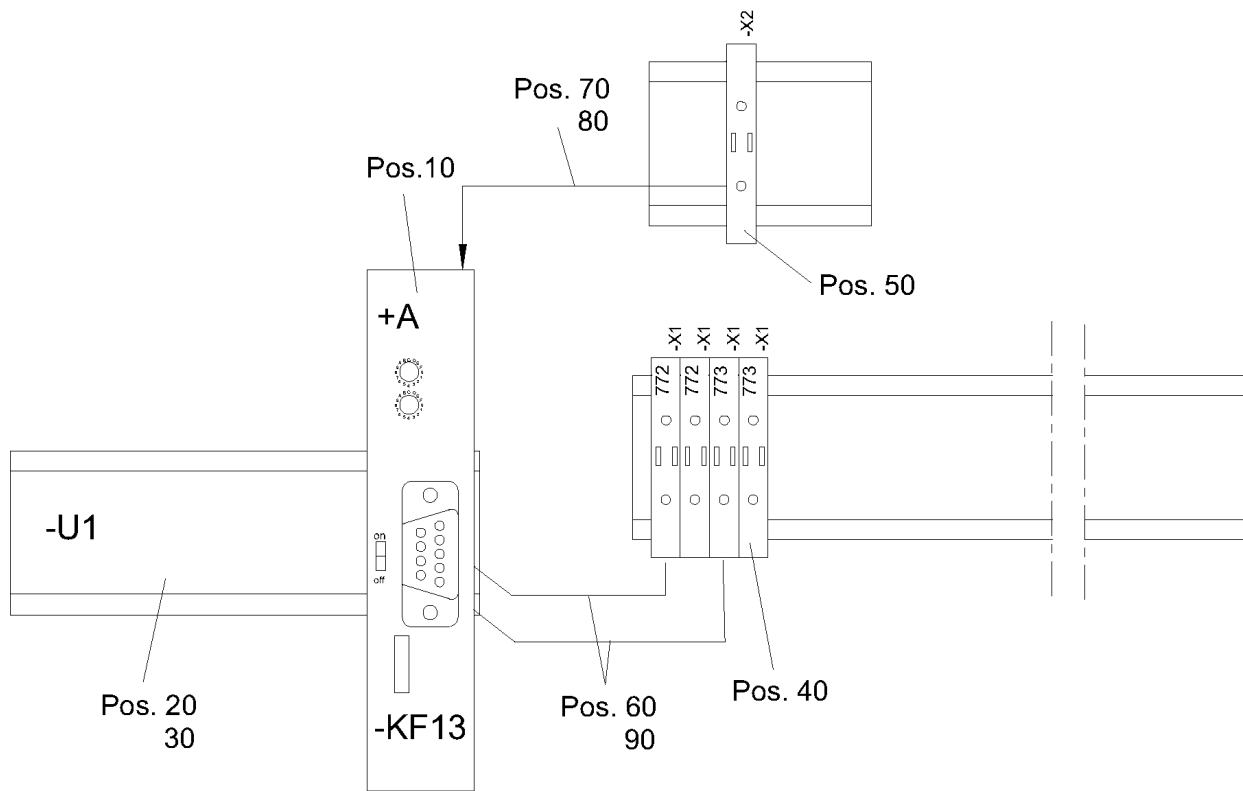 -X2
Pos. 70
80
Pos.10
Pos. 50
+A
-X1
-X1
-X1
-X1
772
772
773
773
-U1
on
off
Pos. 20
30
-KF13
Pos. 60
90
Pos. 40